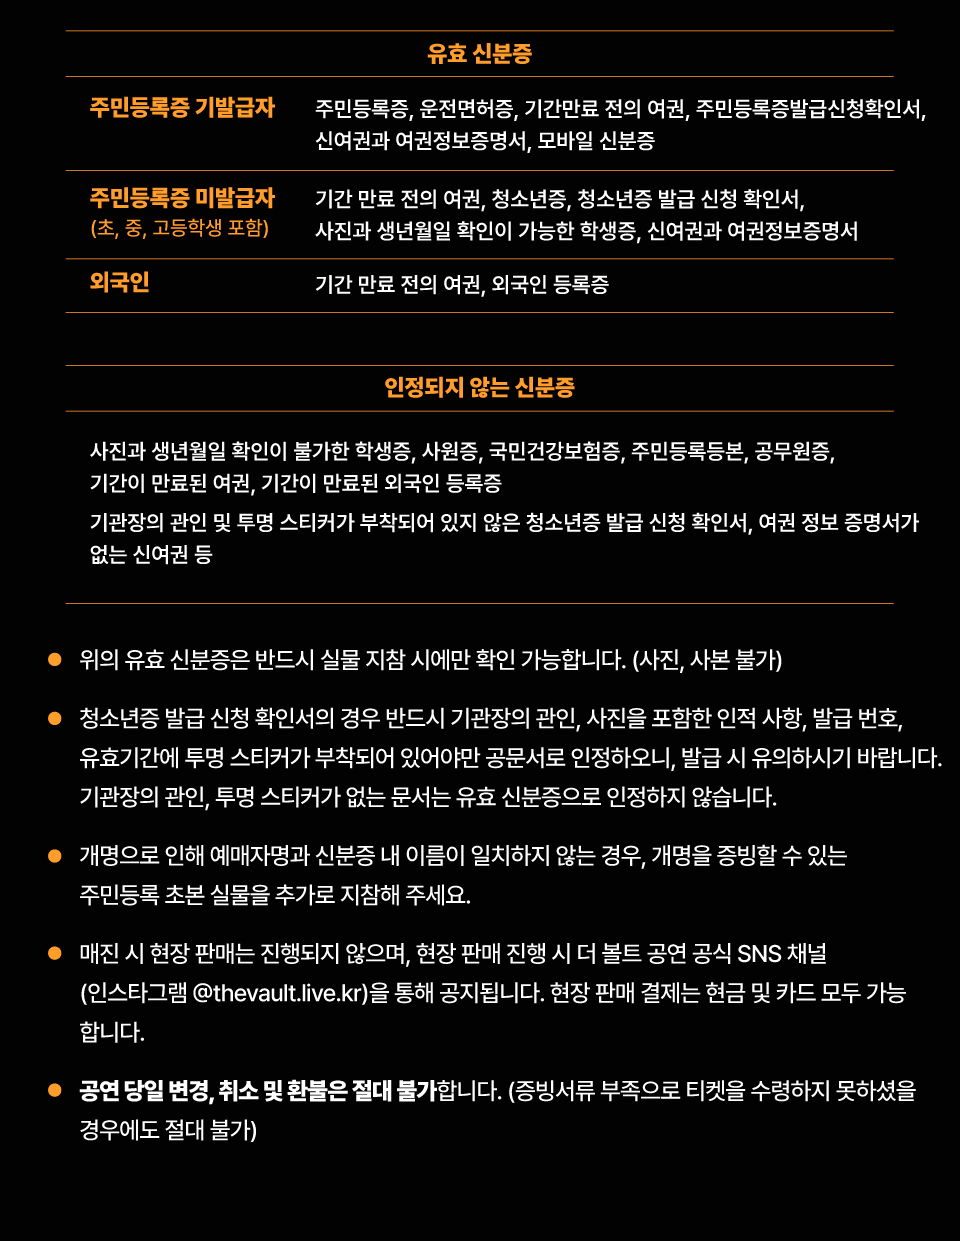 유효 신분증
주민등록증 기발급자
주민등록증, 운전면허증, 기간만료 전의 여권, 주민등록증발급신청확인서,
신여권과 여권정보증명서, 모바일 신분증
주민등록증 미발급자
(초, 중, 고등학생 포함)
기간 만료 전의 여권, 청소년증, 청소년증 발급 신청 확인서,
사진과 생년월일 확인이 가능한 학생증, 신여권과 여권정보증명서
외국인
기간 만료 전의 여권, 외국인 등록증
인정되지 않는 신분증
사진과 생년월일 확인이 불가한 학생증, 사원증, 국민건강보험증, 주민등록등본, 공무원증,
기간이 만료된 여권, 기간이 만료된 외국인 등록증
기관장의 관인 및 투명 스티커가 부착되어 있지 않은 청소년증 발급 신청 확인서, 여권 정보 증명서가
없는 신여권 등
● 위의 유효 신분증은 반드시 실물 지참 시에만 확인 가능합니다. (사진, 사본 불가)
● 청소년증 발급 신청 확인서의 경우 반드시 기관장의 관인, 사진을 포함한 인적 사항, 발급 번호,
유효기간에 투명 스티커가 부착되어 있어야만 공문서로 인정하오니, 발급 시 유의하시기 바랍니다.
기관장의 관인, 투명 스티커가 없는 문서는 유효 신분증으로 인정하지 않습니다.
● 개명으로 인해 예매자명과 신분증 내 이름이 일치하지 않는 경우, 개명을 증빙할 수 있는
주민등록 초본 실물을 추가로 지참해 주세요.
● 매진 시 현장 판매는 진행되지 않으며, 현장 판매 진행 시 더 볼트 공연 공식 SNS 채널
(인스타그램 @thevault.live.kr)을 통해 공지됩니다. 현장 판매 결제는 현금 및 카드 모두 가능
합니다.
● 공연 당일 변경, 취소 및 환불은 절대 불가합니다. (증빙서류 부족으로 티켓을 수령하지 못하셨을
경우에도 절대 불가)